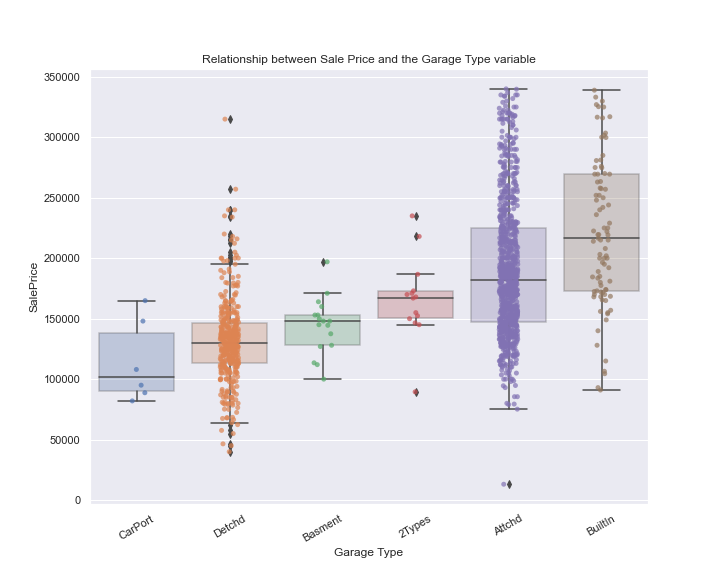 Relationship between Sale Price and the Garage Type variable
350000
300000
250000
200000
150000
100000
50000
0
SalePrice
CarPort
Detchd
Basment
2Types
Attchd
BuiltIn
Garage Type